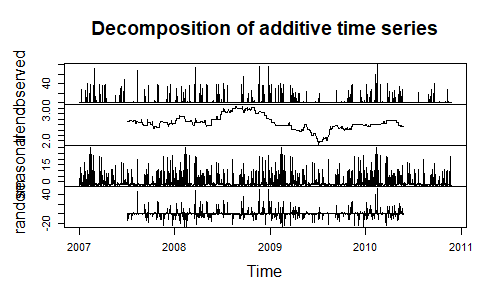 Decomposition of additive time series
observed
40
trend
3.0
2.0
seasonal
15
0
random
40
-20
2007
2008
2009
2010
2011
Time